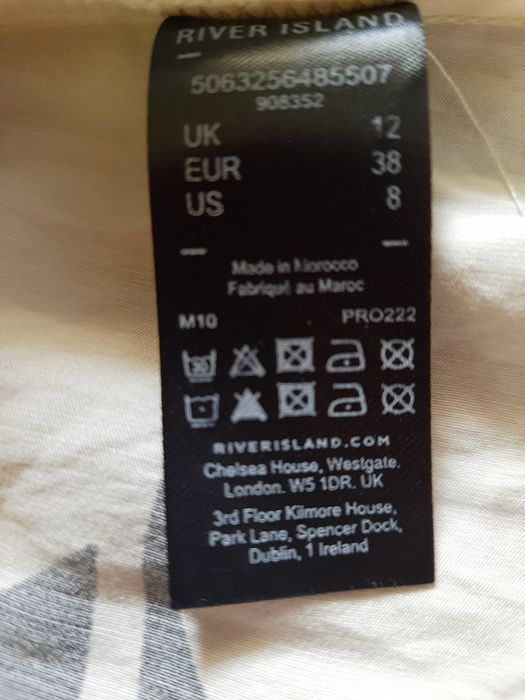 RIVER ISLAND
5063256485507
908352
UK 12
EUR 38
US 8
Made in Morocco
Fabriqué au Maroc
M10 PRO222
30
RIVERISLAND.COM
Chelsea House, Westgate.
London. W5 1DR. UK
3rd Floor Kilmore House,
Park Lane, Spencer Dock,
Dublin, 1 Ireland